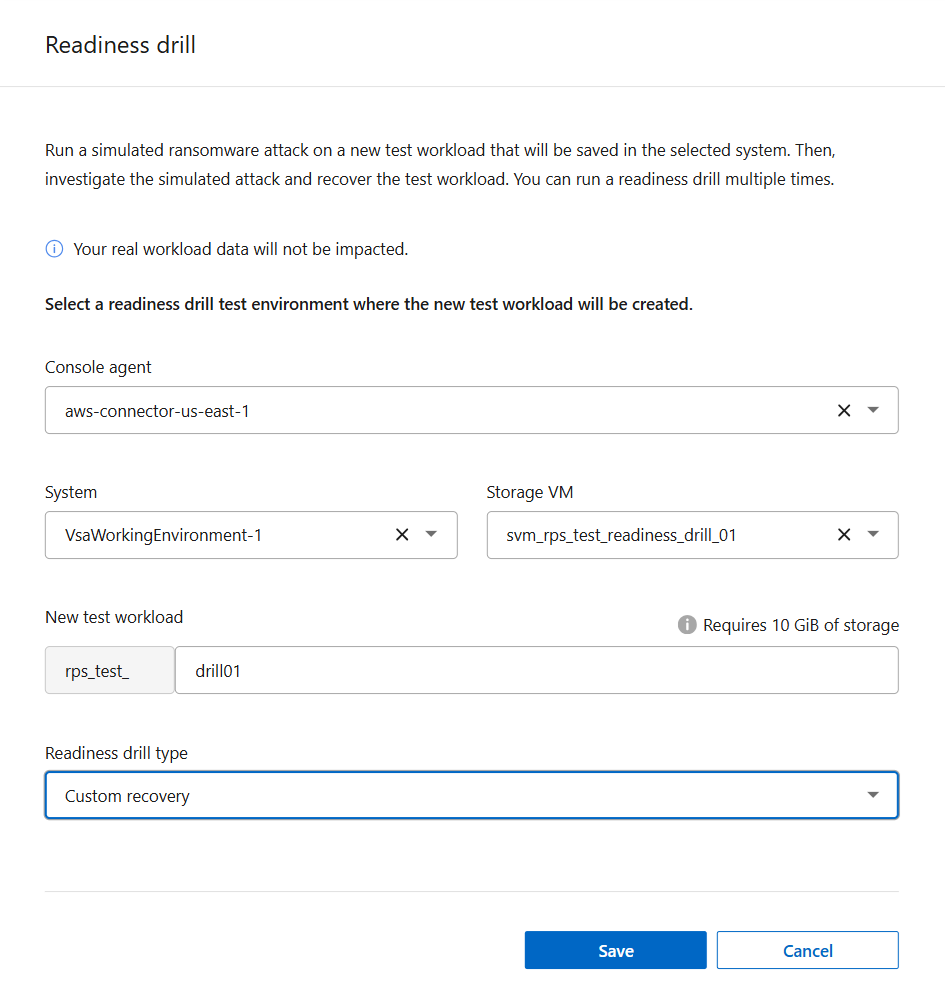 Readiness drill
Run a simulated ransomware attack on a new test workload that will be saved in the selected system. Then,
investigate the simulated attack and recover the test workload. You can run a readiness drill multiple times.
Your real workload data will not be impacted.
Select a readiness drill test environment where the new test workload will be created.
Console agent
aws-connector-us-east-1
System
VsaWorkingEnvironment-1
Storage VM
svm_rps_test_readiness_drill_01
New test workload
Requires 10 GiB of storage
rps_test_
drill01
Readiness drill type
Custom recovery
Save
Cancel